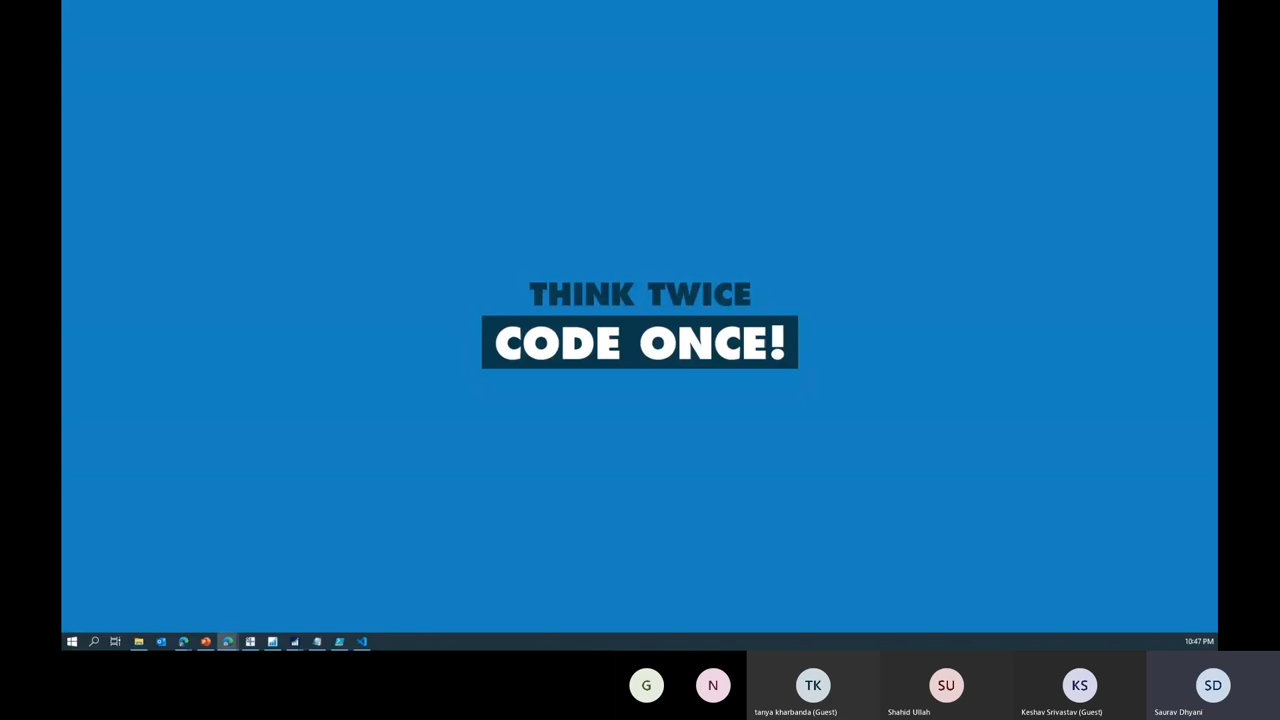 THINK TWICE
CODE ONCE!
10:47 PM
G
N
TK
SU
KS
SD
tanya kharbanda (Guest)
Shahid Ullah
Keshav Srivastav (Guest)
Saurav Dhyani